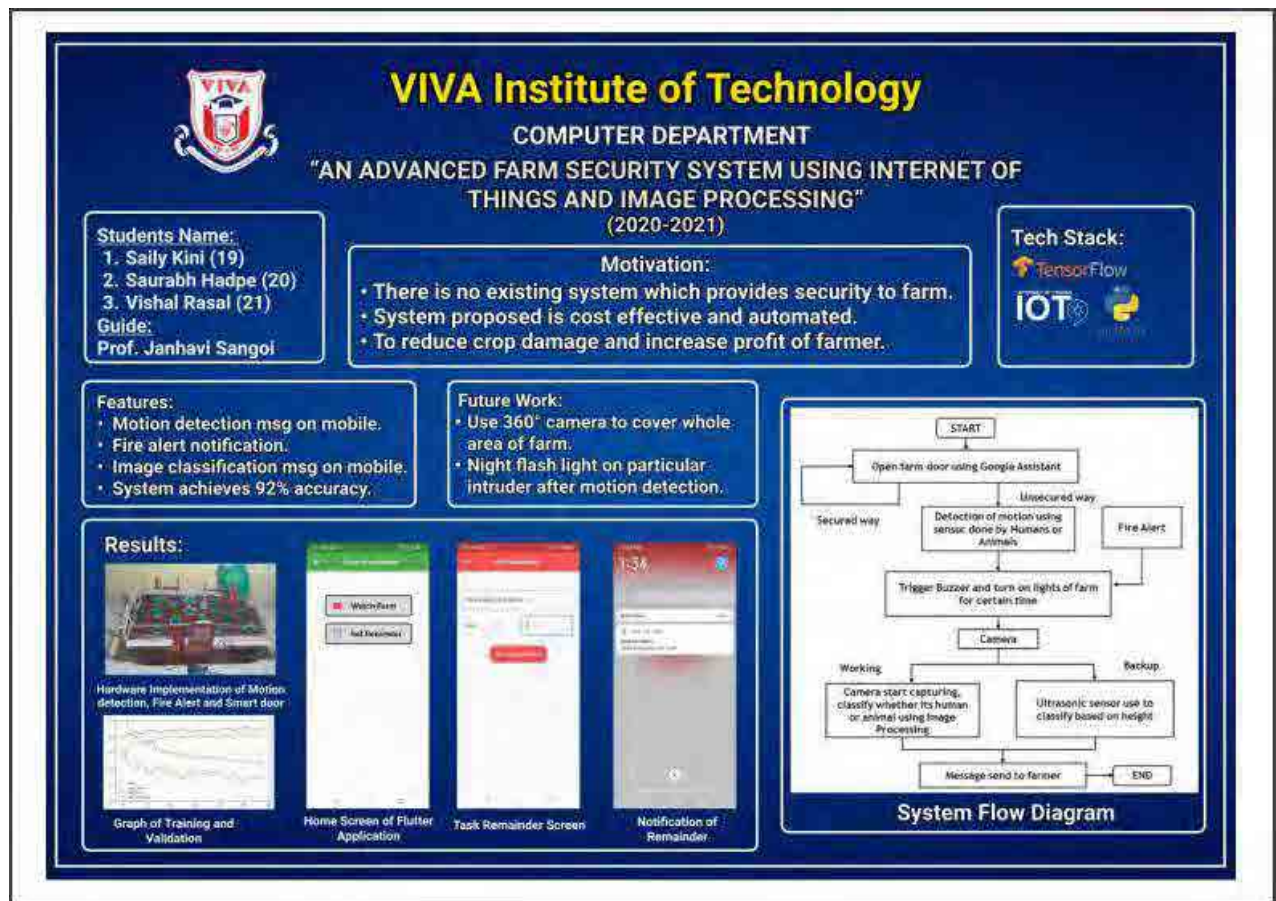 VIVA
VIVA Institute of Technology
COMPUTER DEPARTMENT
"AN ADVANCED FARM SECURITY SYSTEM USING INTERNET OF
THINGS AND IMAGE PROCESSING"
(2020-2021)
Students Name:
1. Saily Kini (19)
2. Saurabh Hadpe (20)
3. Vishal Rasal (21)
Guide:
Prof. Janhavi Sangoi
Motivation:
• There is no existing system which provides security to farm.
• System proposed is cost effective and automated.
• To reduce crop damage and increase profit of farmer.
Tech Stack:
TensorFlow
IOT
Features:
• Motion detection msg on mobile.
• Fire alert notification.
• Image classification msg on mobile.
• System achieves 92% accuracy.
Future Work:
• Use 360° camera to cover whole
area of farm.
• Night flash light on particular
intruder after motion detection.
Results:
Hardware Implementation of Motion
detection, Fire Alert and Smart door
Graph of Training and
Validation
Watch Farm
Home Screen of Flutter
Application
Task Remainder Screen
1:34
Notification of
Remainder
START
Open farm door using Google Assistant
Secured way
Unsecured way
Detection of motion using
sensor done by Humans or
Animals
Fire Alert
Trigger Buzzer and turn on lights of farm
for certain time
Camera
Working
Backup
Camera start capturing,
classify whether its human
or animal using Image
Processing
Ultrasonic sensor use to
classify based on height
Message send to farmer
END
System Flow Diagram